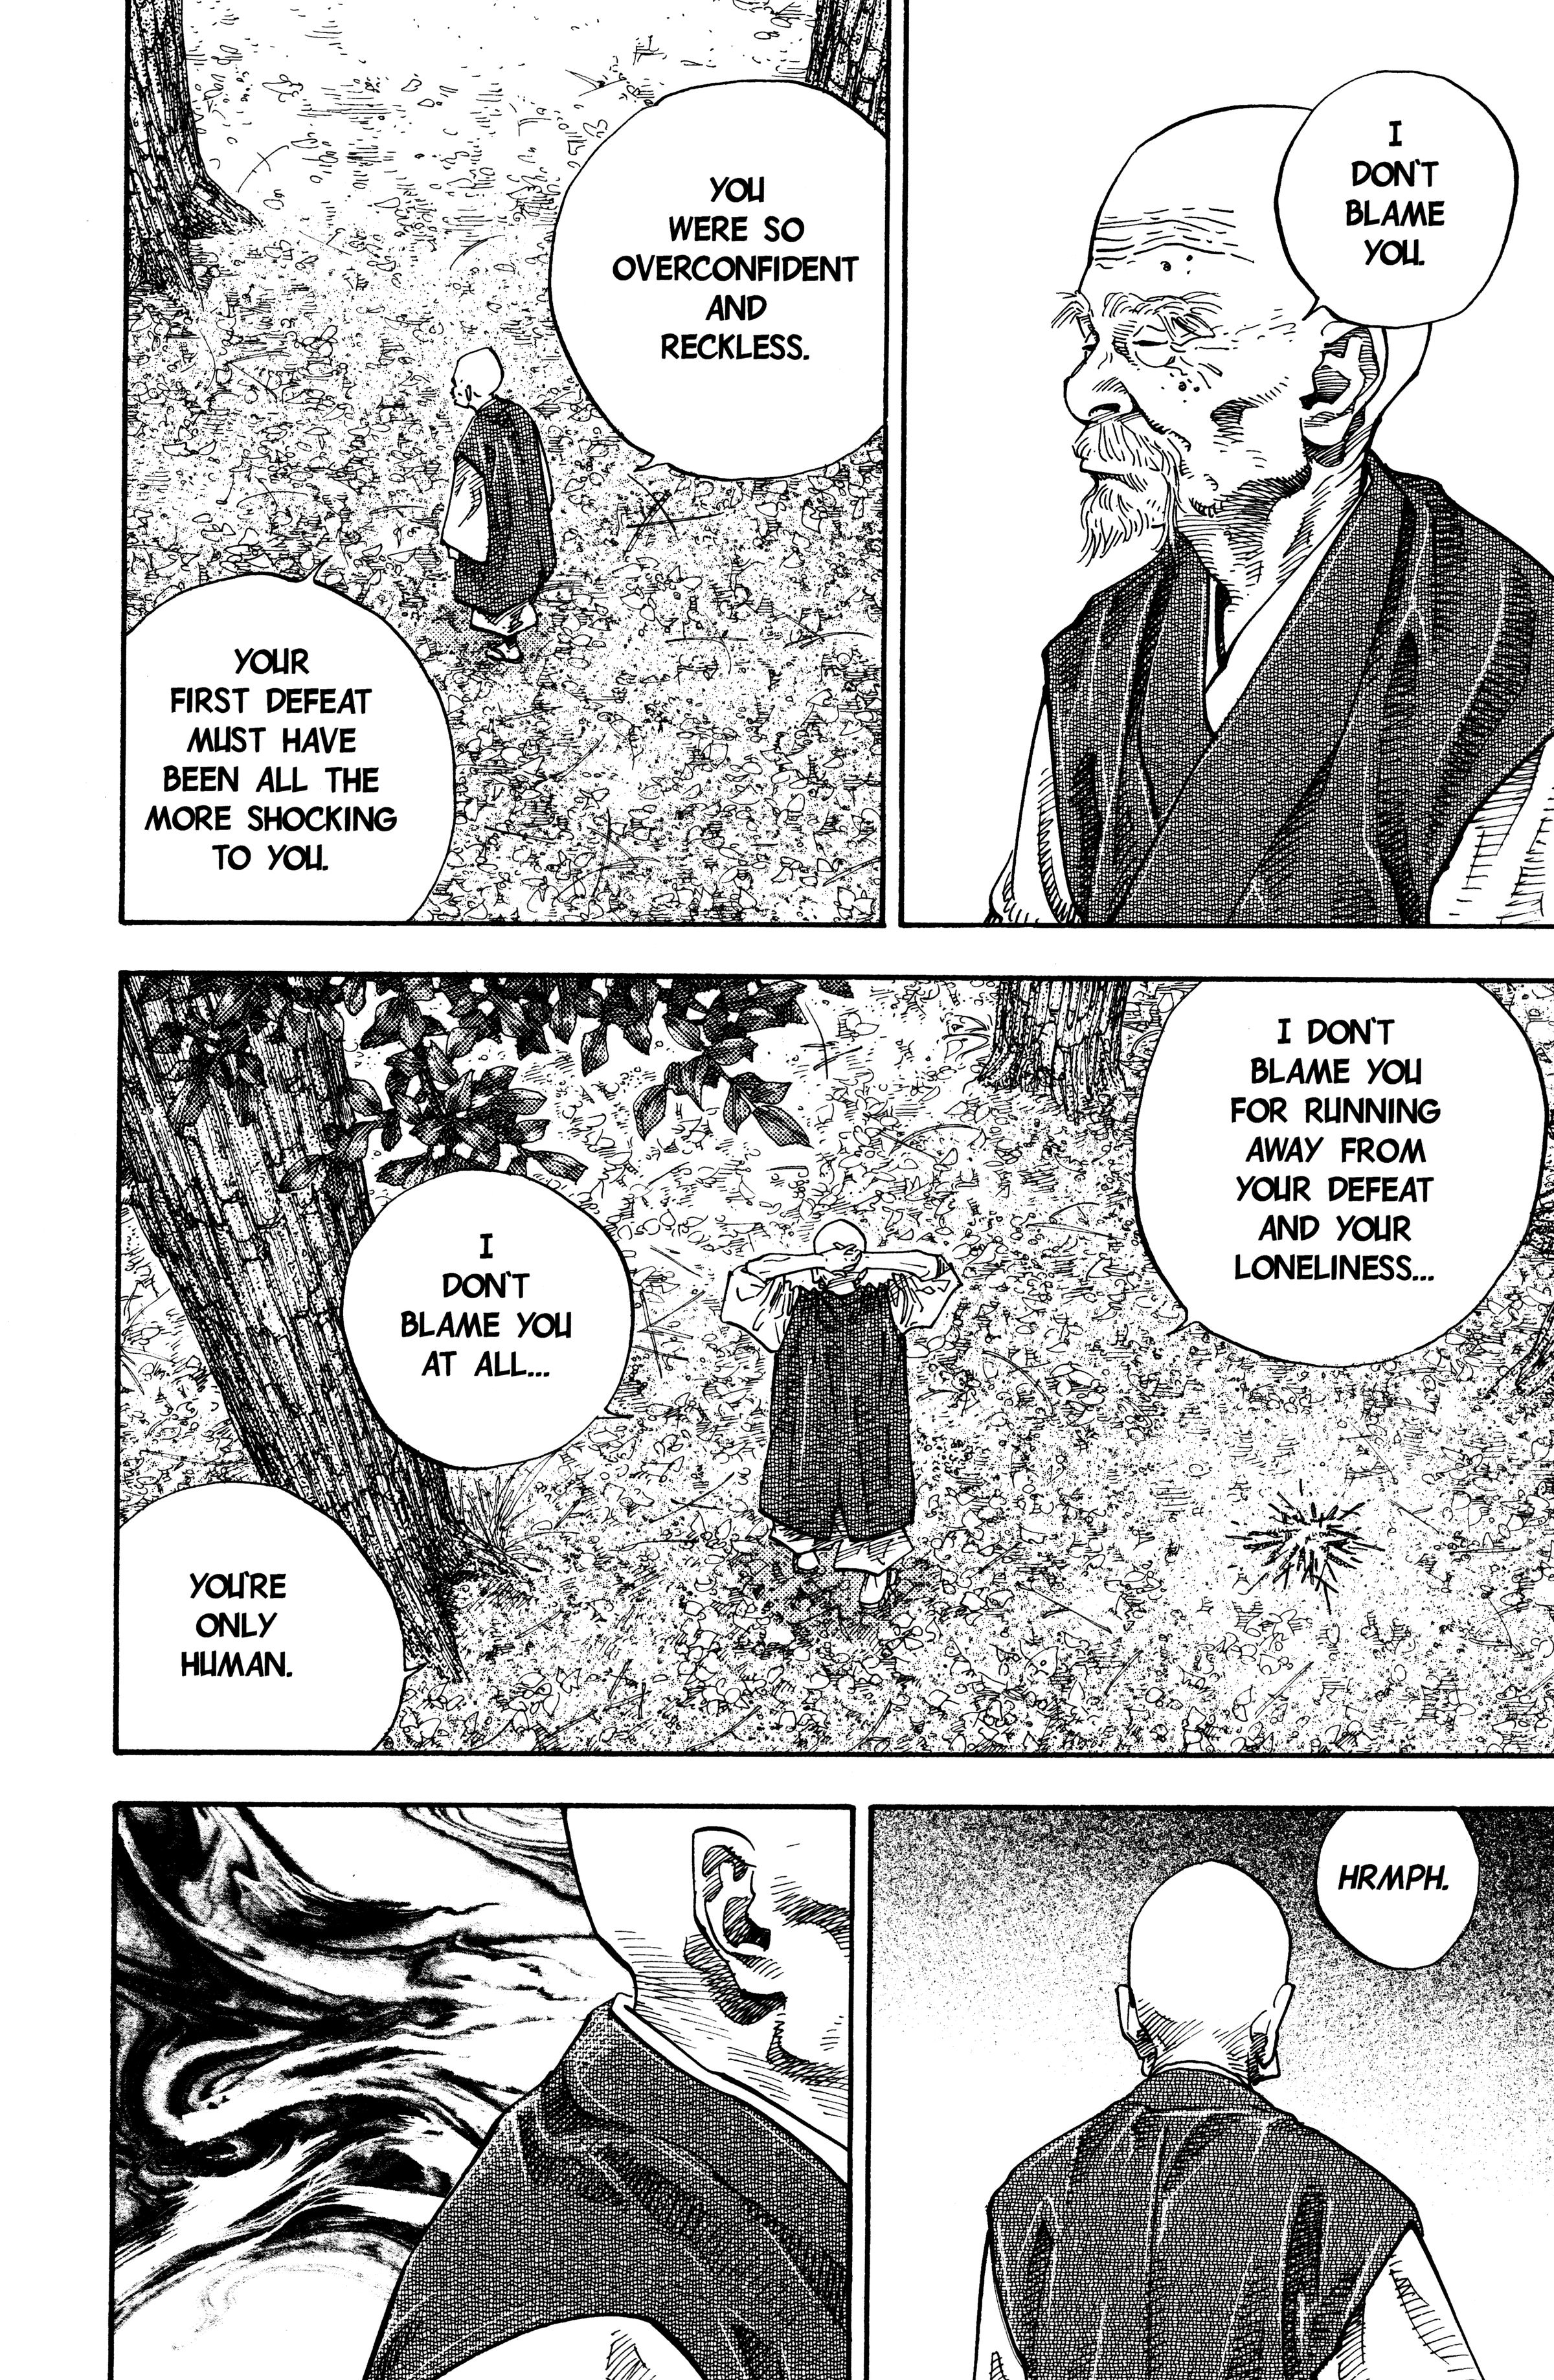 I
DON'T
BLAME
YOU.
YOU
WERE SO
OVERCONFIDENT
AND
RECKLESS.
YOUR
FIRST DEFEAT
MUST HAVE
BEEN ALL THE
MORE SHOCKING
TO YOU.
I DON'T
BLAME YOU
FOR RUNNING
AWAY FROM
YOUR DEFEAT
AND YOUR
LONELINESS...
I
DON'T
BLAME YOU
AT ALL...
YOU'RE
ONLY
HUMAN.
HRMPH.